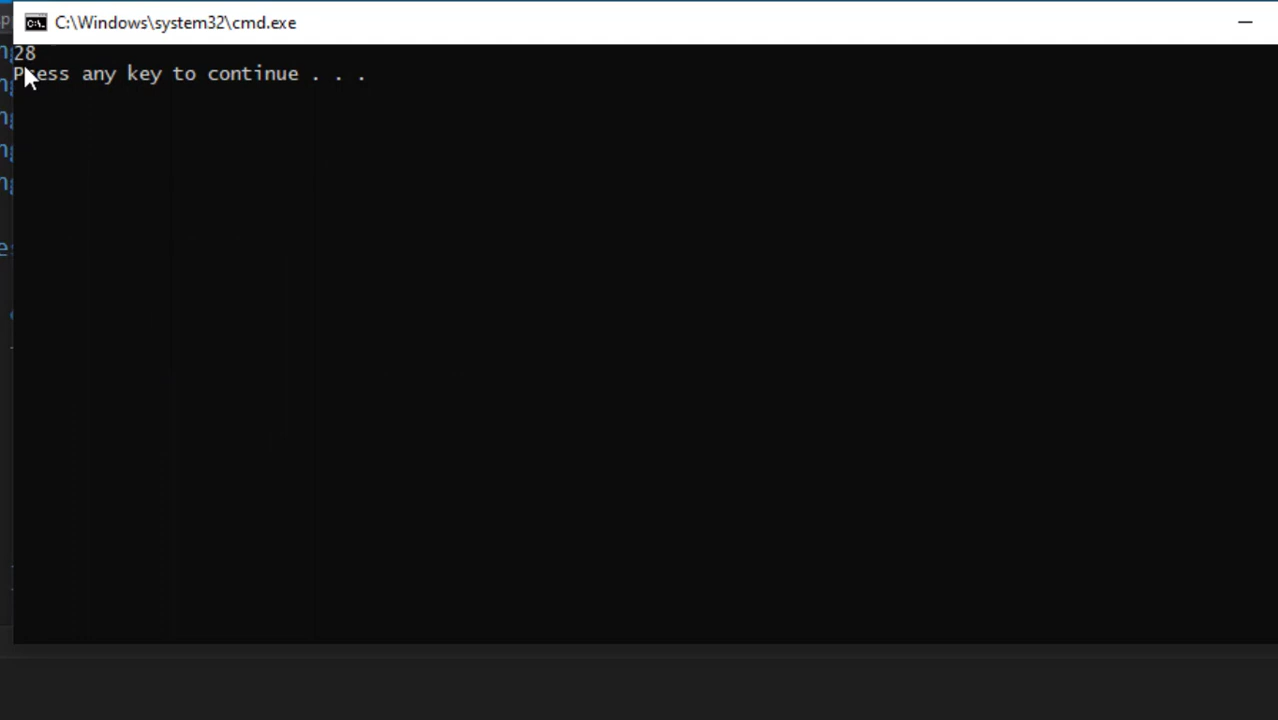 C:\Windows\system32\cmd.exe
28
Press any key to continue . . .